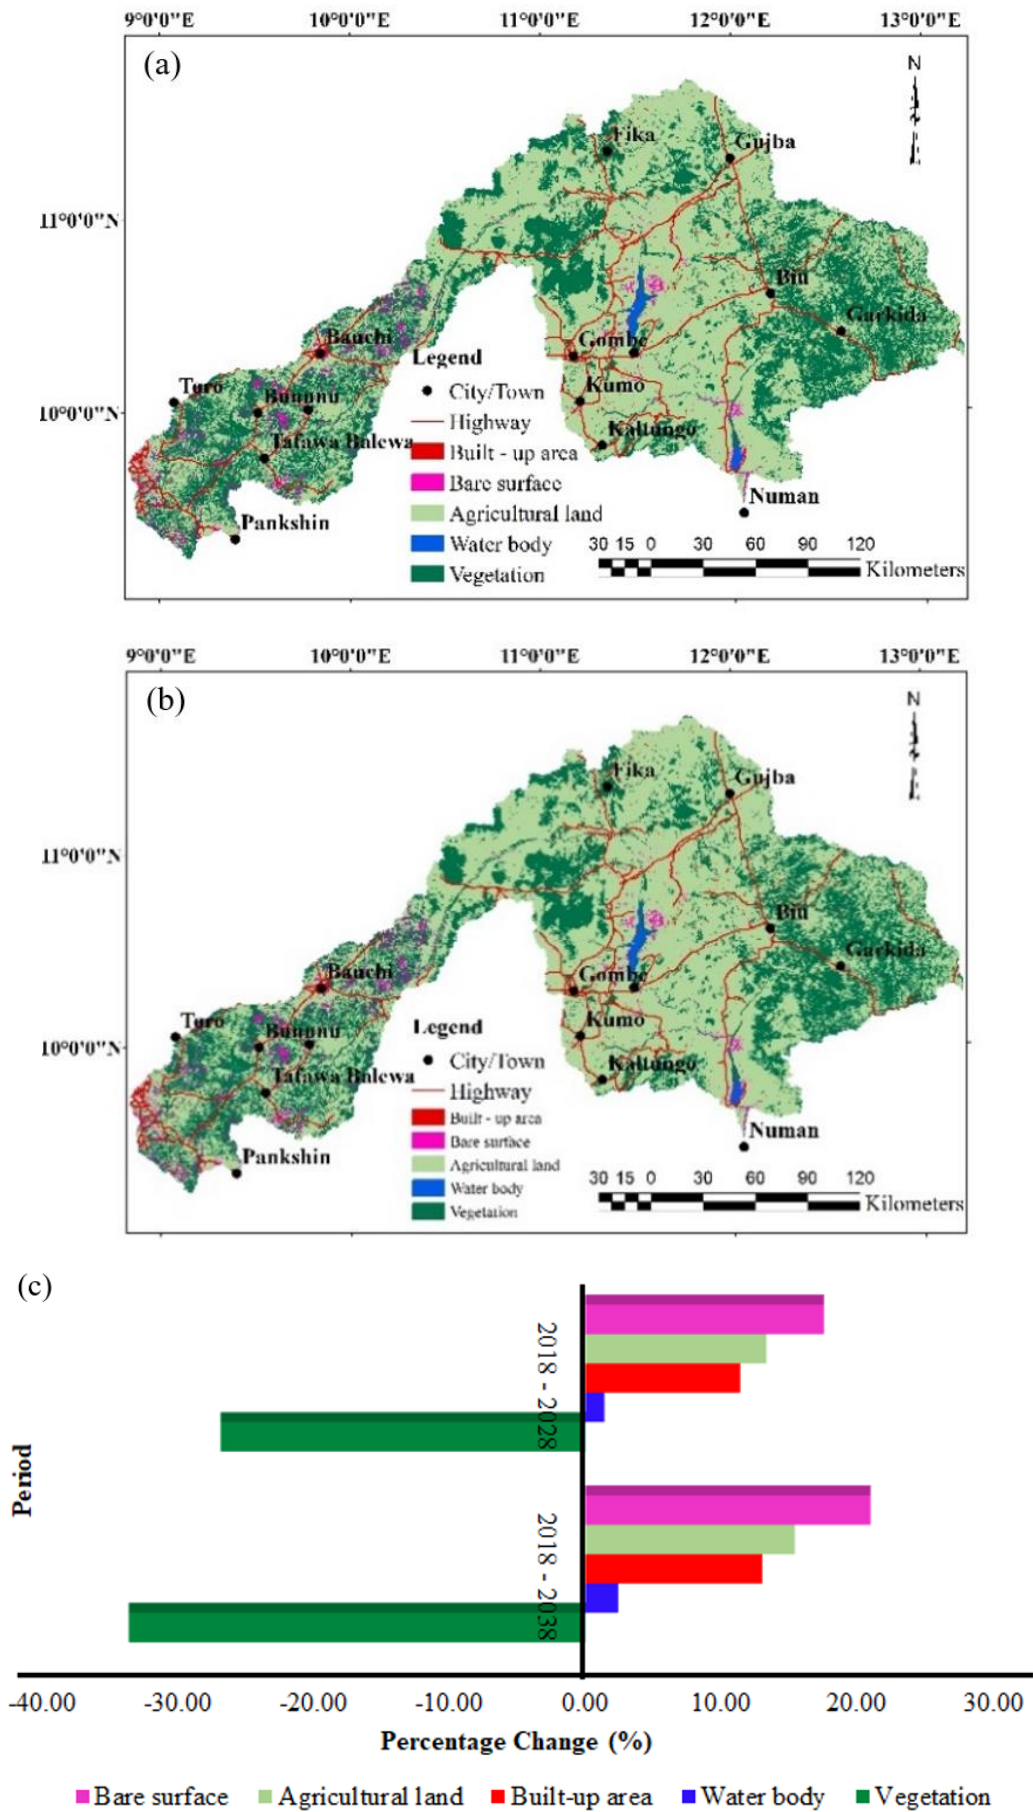 9°0'0"E 10°0'0"E 11°0'0"E 12°0'0"E 13°0'0"E
(a)
N
Fika
Gujba
11°0'0"N
Biu
Garkida
Bauchi
Gombe
Legend
Toro
Kumo
City/Town
Bununu
10°0'0"N
Highway
Kaltungo
Tafawa Balewa
Built - up area
Bare surface
Numan
Pankshin
Agricultural land
Water body
30 15 0 30 60 90 120
Kilometers
Vegetation
9°0'0"E 10°0'0"E 11°0'0"E 12°0'0"E 13°0'0"E
(b)
N
Fika
Gujba
11°0'0"N
Biu
Garkida
Bauchi
Gombe
Toro
Kumo
Legend
Bununu
10°0'0"N
City/Town
Kaltungo
Tafawa Balewa
Highway
Built - up area
Numan
Bare surface
Pankshin
Agricultural land
30 15 0 30 60 90 120
Water body
Kilometers
Vegetation
(c)
2018 - 2028
Period
2018 - 2038
-40.00 -30.00 -20.00 -10.00 0.00 10.00 20.00 30.00
Percentage Change (%)
Bare surface Agricultural land Built-up area Water body Vegetation